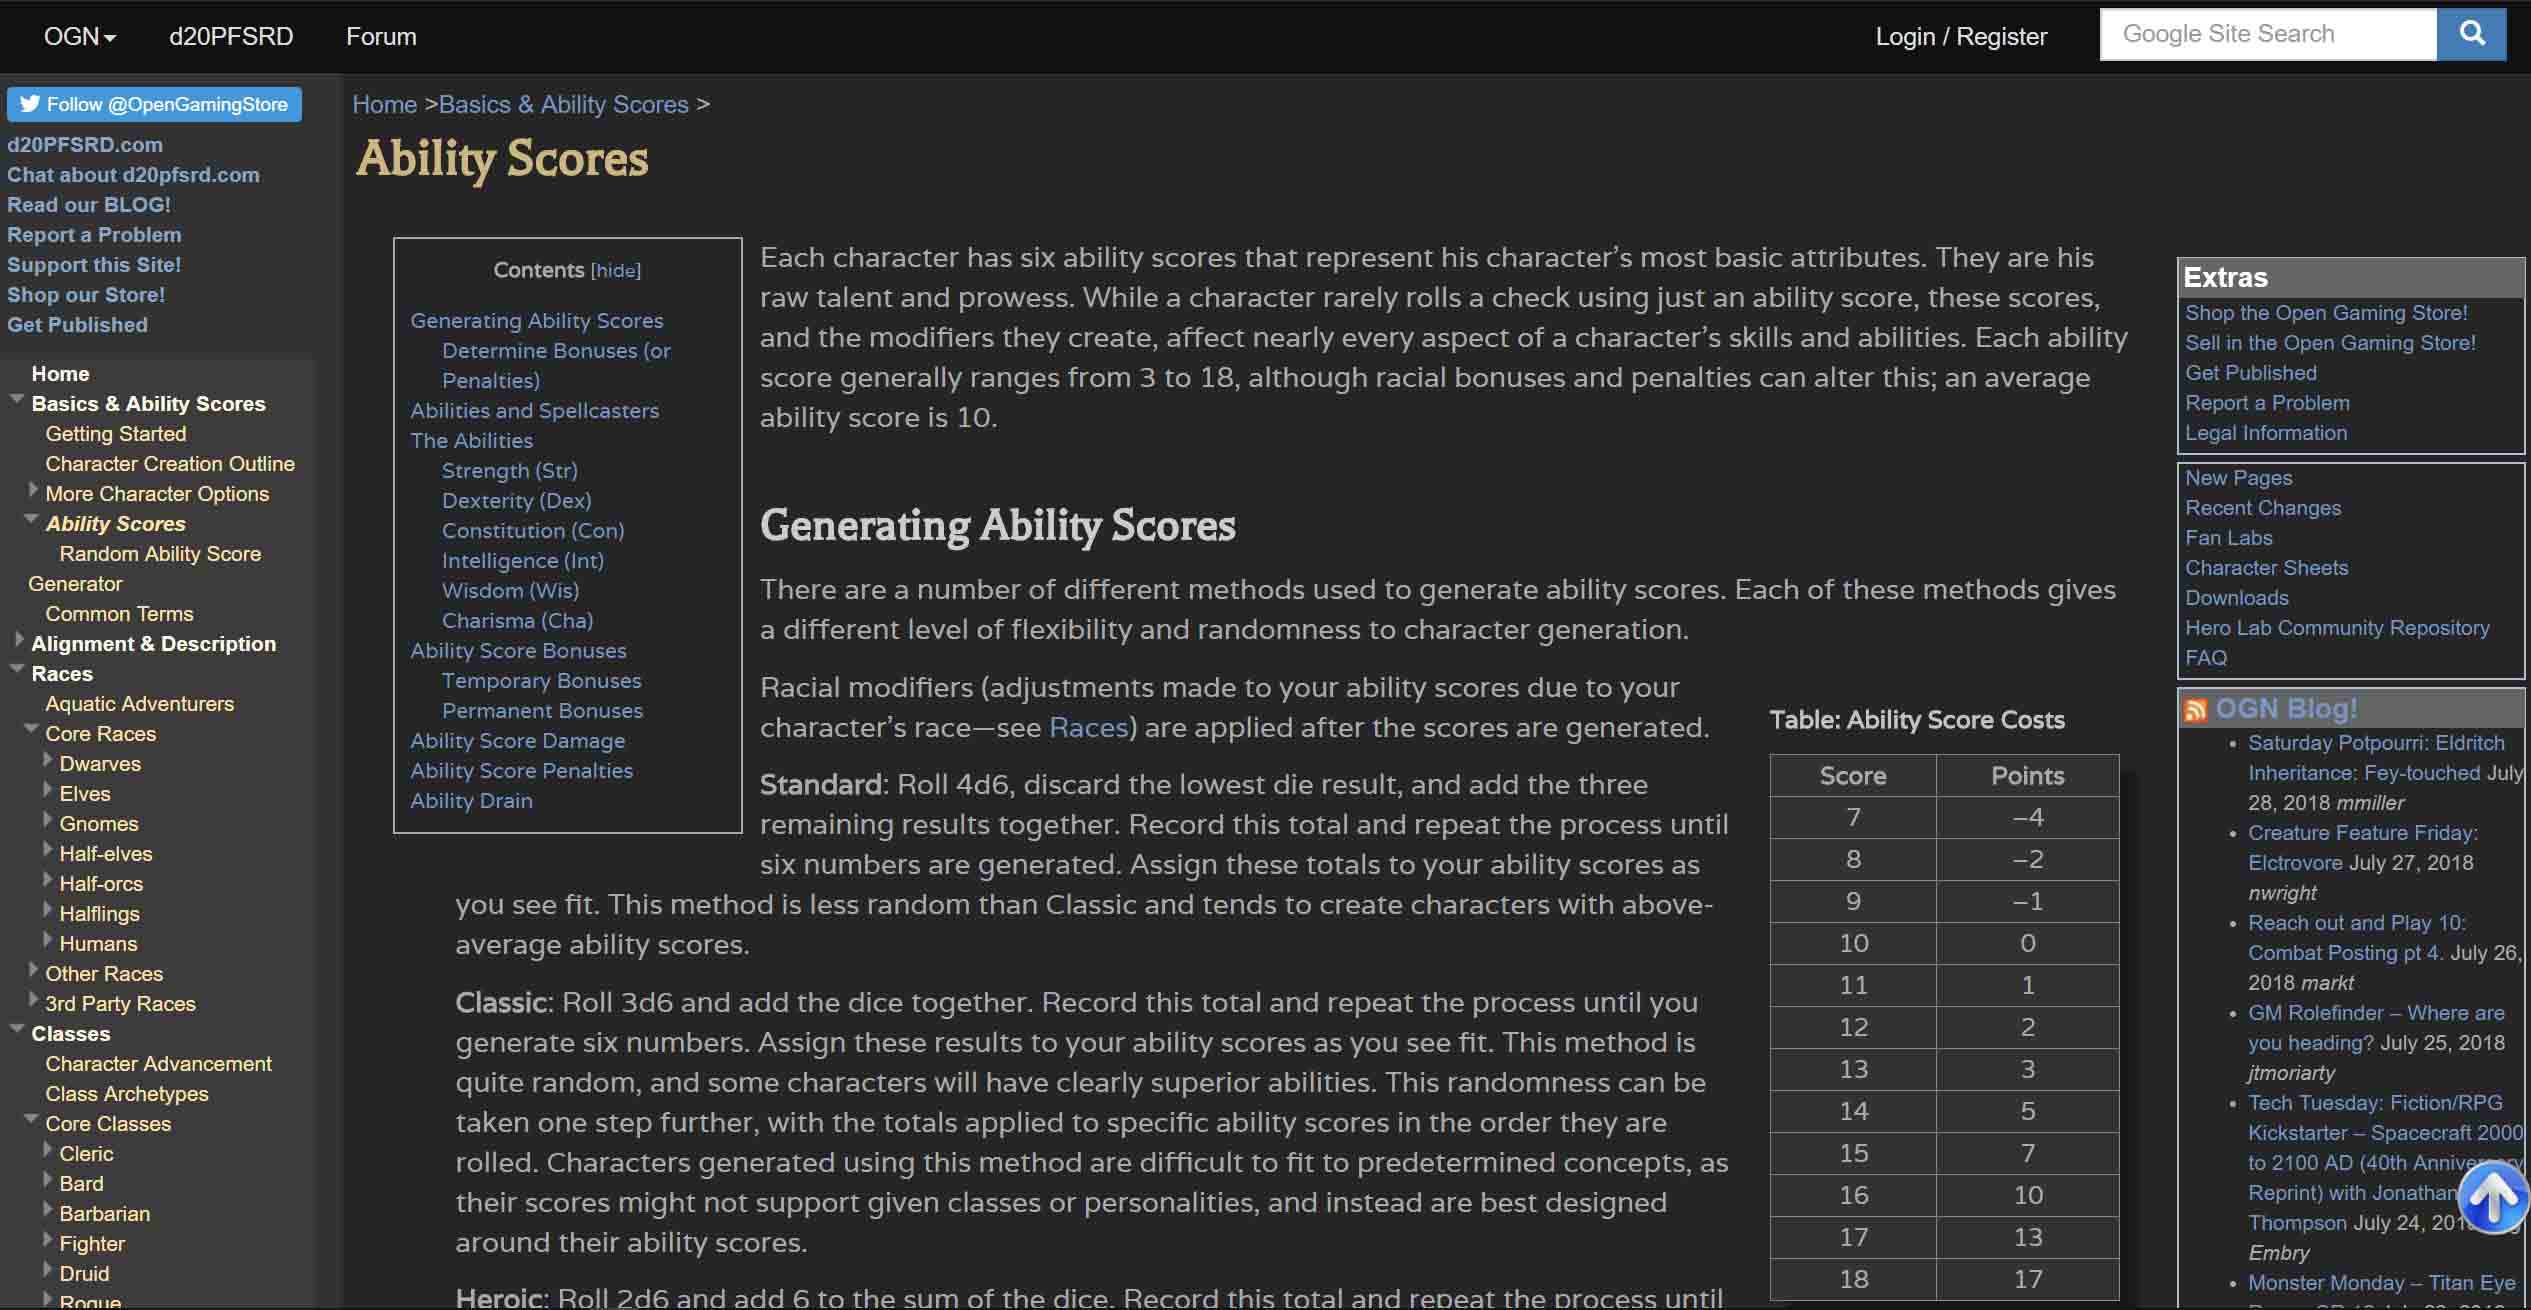 OGN
d20PFSRD
Forum
Login / Register
Google Site Search
Follow @OpenGamingStore
d20PFSRD.com
Chat about d20pfsrd.com
Read our BLOG!
Report a Problem
Support this Site!
Shop our Store!
Get Published
Home
Basics & Ability Scores
Getting Started
Character Creation Outline
More Character Options
Ability Scores
Random Ability Score
Generator
Common Terms
Alignment & Description
Races
Aquatic Adventurers
Core Races
Dwarves
Elves
Gnomes
Half-elves
Half-orcs
Halflings
Humans
Other Races
3rd Party Races
Classes
Character Advancement
Class Archetypes
Core Classes
Cleric
Bard
Barbarian
Fighter
Druid
Rogue
Home >Basics & Ability Scores >
Ability Scores
Contents [hide]
Generating Ability Scores
Determine Bonuses (or
Penalties)
Abilities and Spellcasters
The Abilities
Strength (Str)
Dexterity (Dex)
Constitution (Con)
Intelligence (Int)
Wisdom (Wis)
Charisma (Cha)
Ability Score Bonuses
Temporary Bonuses
Permanent Bonuses
Ability Score Damage
Ability Score Penalties
Ability Drain
Each character has six ability scores that represent his character’s most basic attributes. They are his
raw talent and prowess. While a character rarely rolls a check using just an ability score, these scores,
and the modifiers they create, affect nearly every aspect of a character’s skills and abilities. Each ability
score generally ranges from 3 to 18, although racial bonuses and penalties can alter this; an average
ability score is 10.
Generating Ability Scores
There are a number of different methods used to generate ability scores. Each of these methods gives
a different level of flexibility and randomness to character generation.
Racial modifiers (adjustments made to your ability scores due to your
character’s race—see Races) are applied after the scores are generated.
Standard: Roll 4d6, discard the lowest die result, and add the three
remaining results together. Record this total and repeat the process until
six numbers are generated. Assign these totals to your ability scores as
you see fit. This method is less random than Classic and tends to create characters with above-
average ability scores.
Classic: Roll 3d6 and add the dice together. Record this total and repeat the process until you
generate six numbers. Assign these results to your ability scores as you see fit. This method is
quite random, and some characters will have clearly superior abilities. This randomness can be
taken one step further, with the totals applied to specific ability scores in the order they are
rolled. Characters generated using this method are difficult to fit to predetermined concepts, as
their scores might not support given classes or personalities, and instead are best designed
around their ability scores.
Heroic: Roll 2d6 and add 6 to the sum of the dice. Record this total and repeat the process until
Table: Ability Score Costs
Score Points
7 –4
8 –2
9 –1
10 0
11 1
12 2
13 3
14 5
15 7
16 10
17 13
18 17
Extras
Shop the Open Gaming Store!
Sell in the Open Gaming Store!
Get Published
Report a Problem
Legal Information
New Pages
Recent Changes
Fan Labs
Character Sheets
Downloads
Hero Lab Community Repository
FAQ
OGN Blog!
Saturday Potpourri: Eldritch
Inheritance: Fey-touched July
28, 2018 mmiller
Creature Feature Friday:
Elctrovore July 27, 2018
nwright
Reach out and Play 10:
Combat Posting pt 4. July 26,
2018 markt
GM Rolefinder – Where are
you heading? July 25, 2018
jtmoriarty
Tech Tuesday: Fiction/RPG
Kickstarter – Spacecraft 2000
to 2100 AD (40th Anniversary
Reprint) with Jonathan
Thompson July 24,
Embry
Monster Monday – Titan Eye